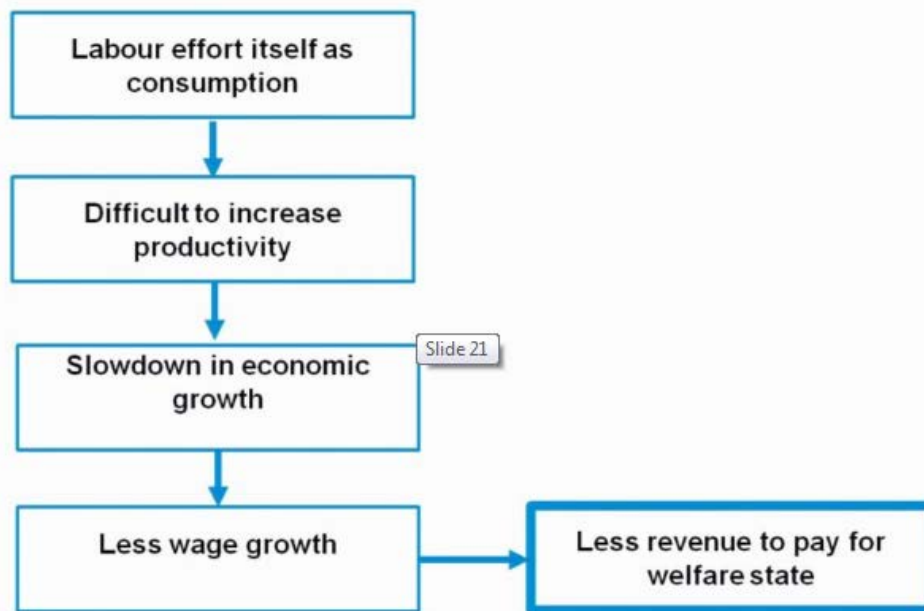 Labour effort itself as
consumption
Difficult to increase
productivity
Slide 21
Slowdown in economic
growth
Less wage growth
Less revenue to pay for
welfare state